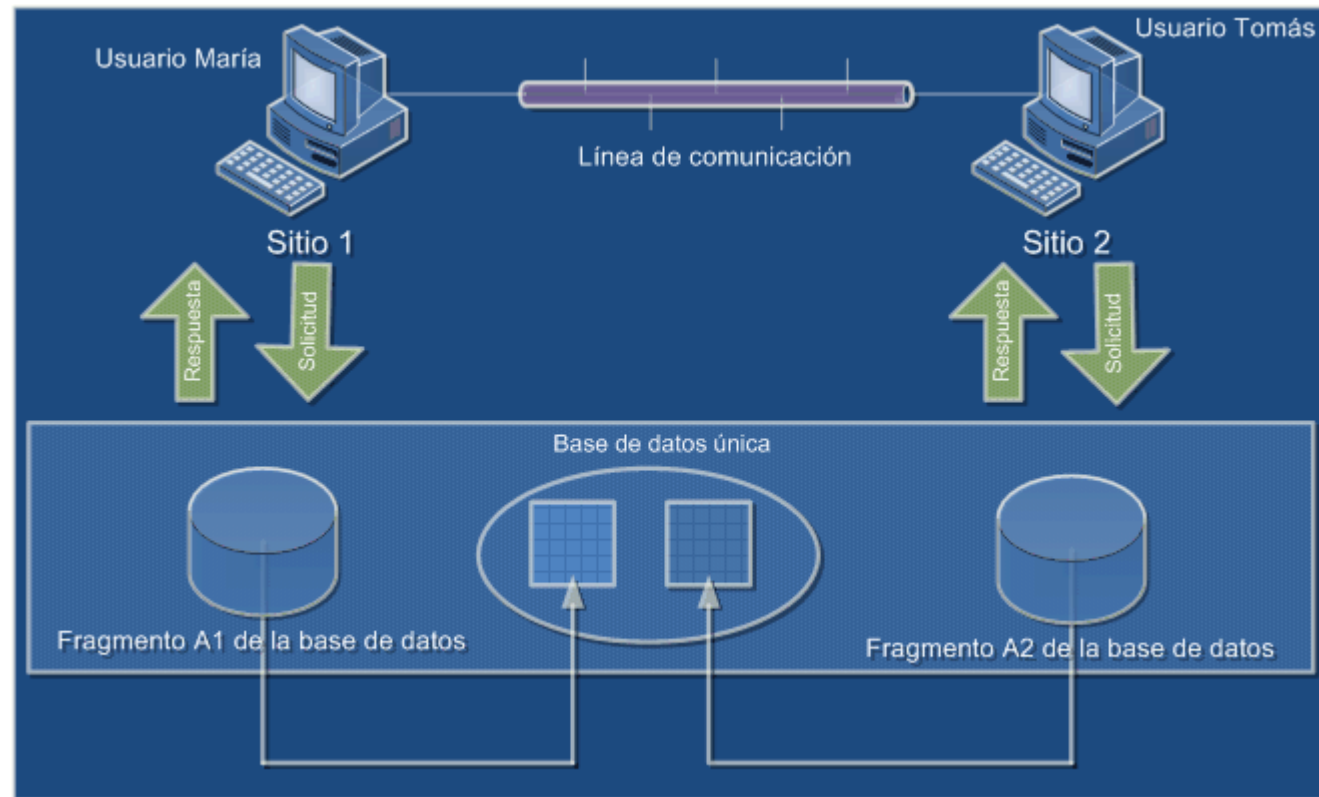 Usuario María
Usuario Tomás
Línea de comunicación
Sitio 1
Sitio 2
Respuesta
Solicitud
Respuesta
Solicitud
Base de datos única
Fragmento A1 de la base de datos
Fragmento A2 de la base de datos